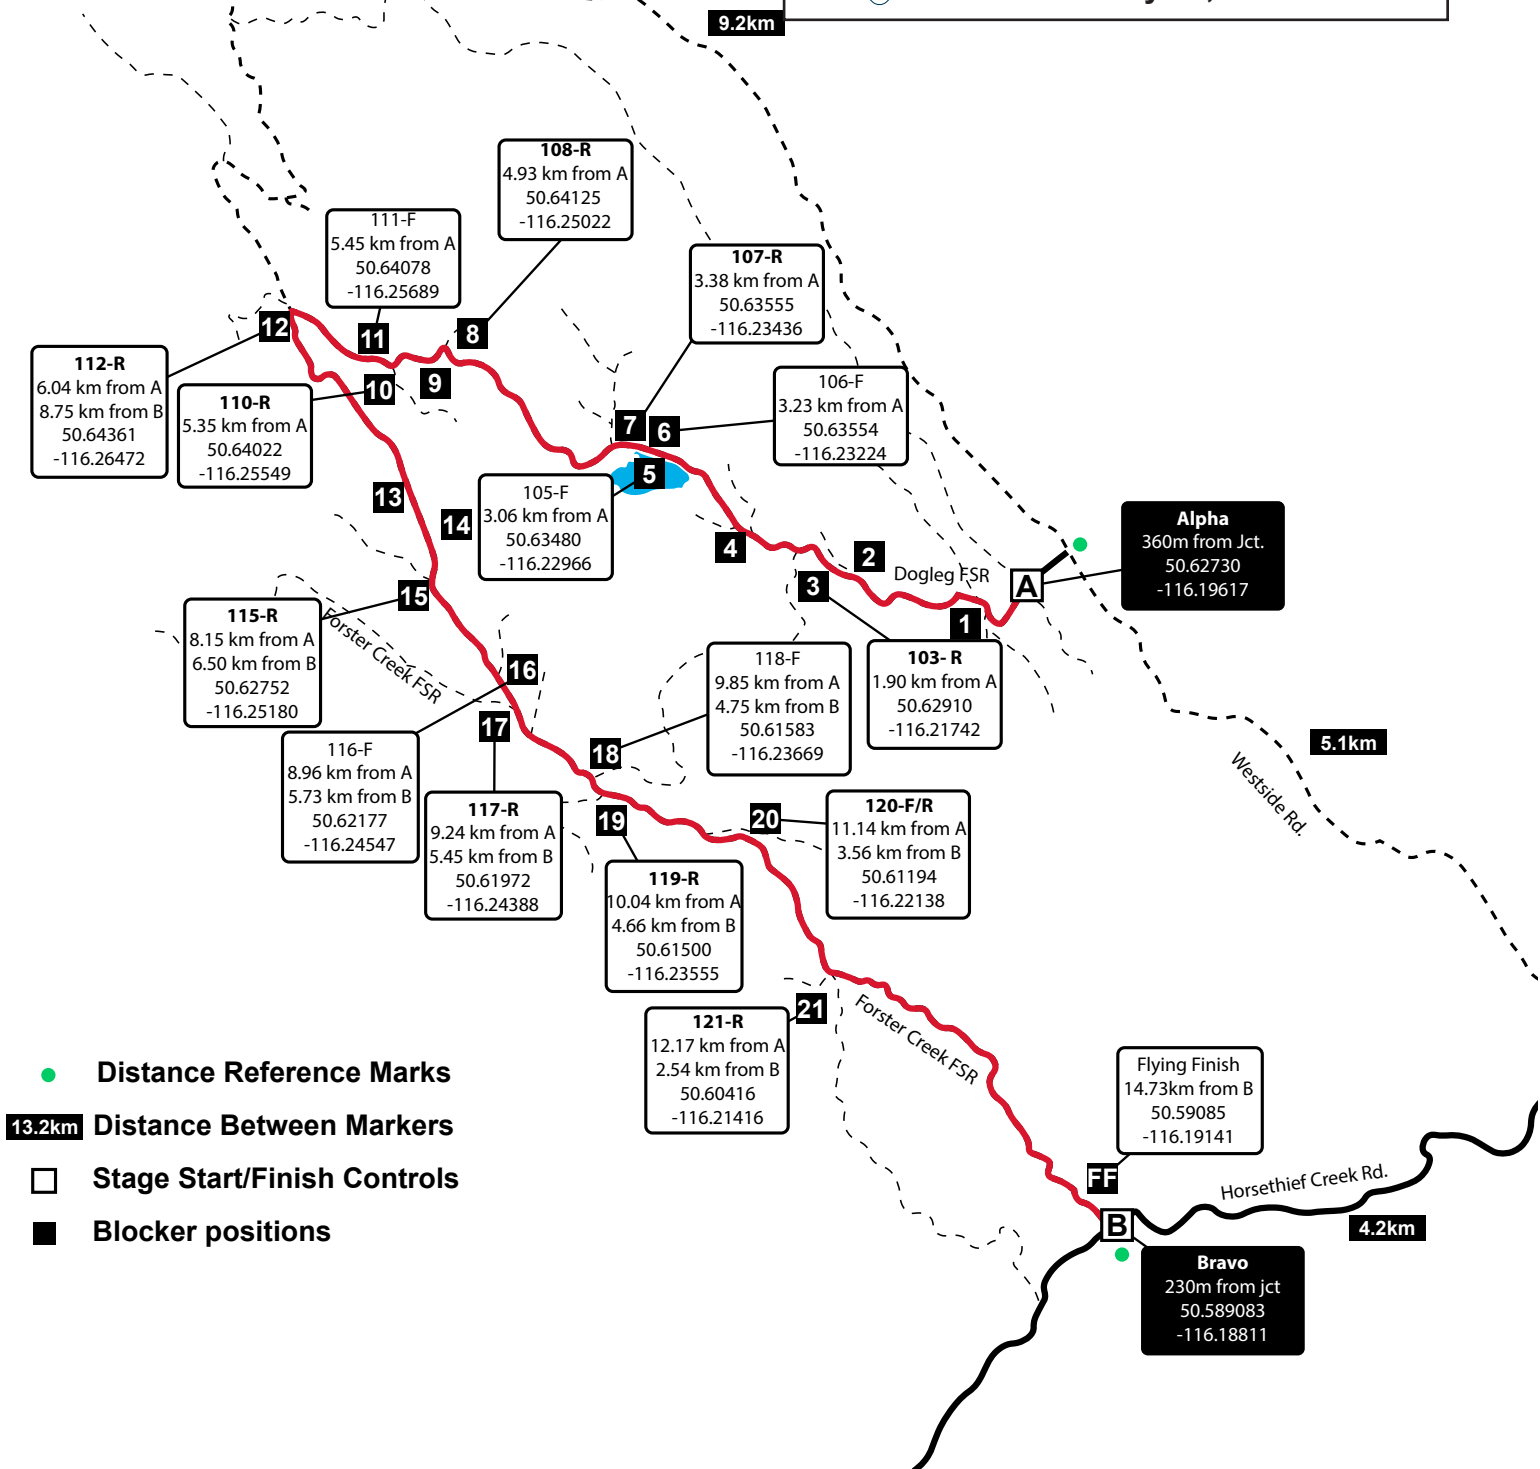 9.2km
108-R
4.93 km from A
50.64125
-116.25022
111-F
5.45 km from A
50.64078
-116.25689
107-R
3.38 km from A
50.63555
-116.23436
12
11
8
10
9
112-R
6.04 km from A
8.75 km from B
50.64361
-116.26472
110-R
5.35 km from A
50.64022
-116.25549
7
6
106-F
3.23 km from A
50.63554
-116.23224
5
105-F
3.06 km from A
50.63480
-116.22966
13
14
4
2
3
Dogleg FSR
1
A
Alpha
360m from Jct.
50.62730
-116.19617
15
115-R
8.15 km from A
6.50 km from B
50.62752
-116.25180
Forster Creek FSR
16
116-F
8.96 km from A
5.73 km from B
50.62177
-116.24547
17
118-F
9.85 km from A
4.75 km from B
50.61583
-116.23669
103- R
1.90 km from A
50.62910
-116.21742
18
5.1km
Westside Rd.
117-R
9.24 km from A
5.45 km from B
50.61972
-116.24388
19
20
120-F/R
11.14 km from A
3.56 km from B
50.61194
-116.22138
119-R
10.04 km from A
4.66 km from B
50.61500
-116.23555
21
121-R
12.17 km from A
2.54 km from B
50.60416
-116.21416
Forster Creek FSR
Flying Finish
14.73km from B
50.59085
-116.19141
FF
B
Horsethief Creek Rd.
4.2km
Bravo
230m from jct
50.589083
-116.18811
Distance Reference Marks
13.2km Distance Between Markers
Stage Start/Finish Controls
Blocker positions